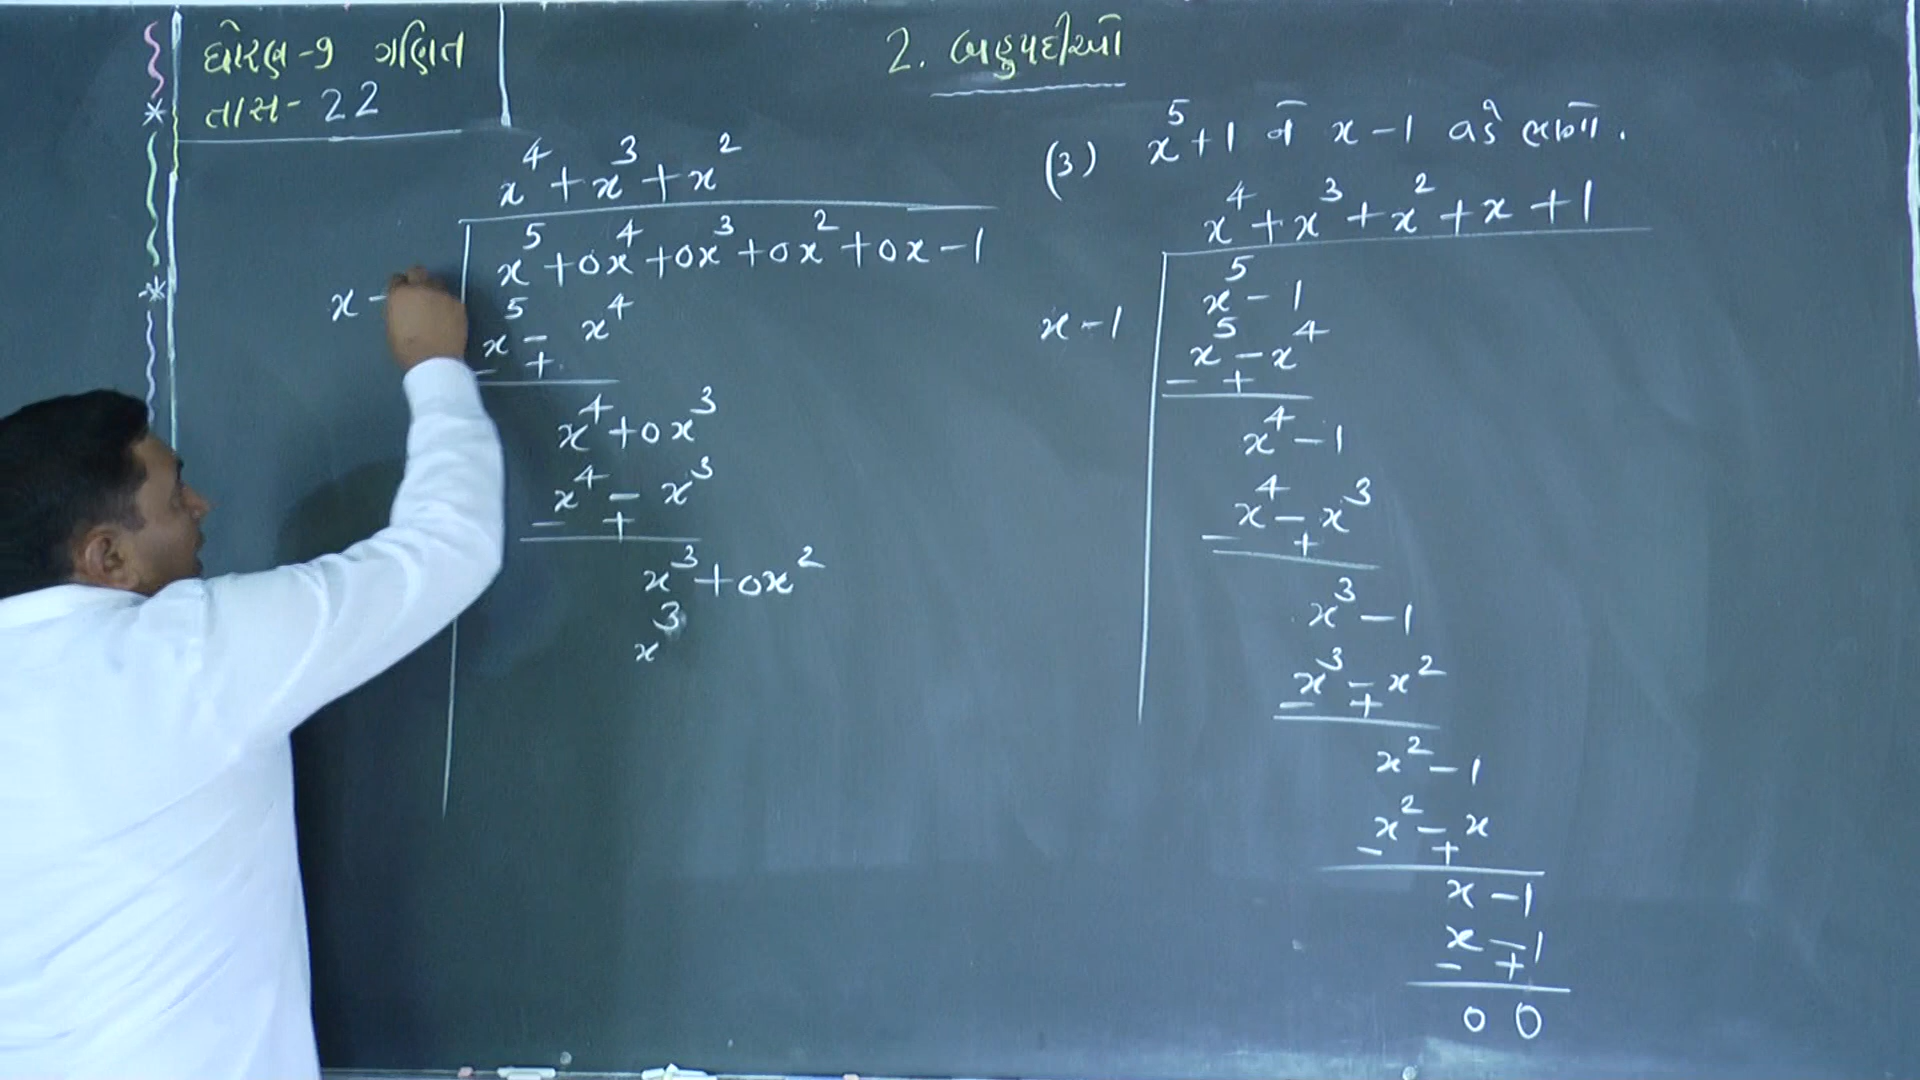 ધોરણ-9 ગણિત
તાસ-22
2. બહુપદીઓ
x⁴+x³+x²
x⁵+0x⁴+0x³+0x²+0x-1
x-
x⁵ - x⁴
- +
x⁴+0x³
x⁴ - x³
- +
x³+0x²
x³
(3) x⁵+1 ને x-1 વડે ભાગો.
x⁴+x³+x²+x+1
x⁵-1
x-1
x⁵-x⁴
- +
x⁴-1
x⁴-x³
- +
x³-1
x³-x²
- +
x²-1
x²-x
- +
x-1
x-1
- +
0 0